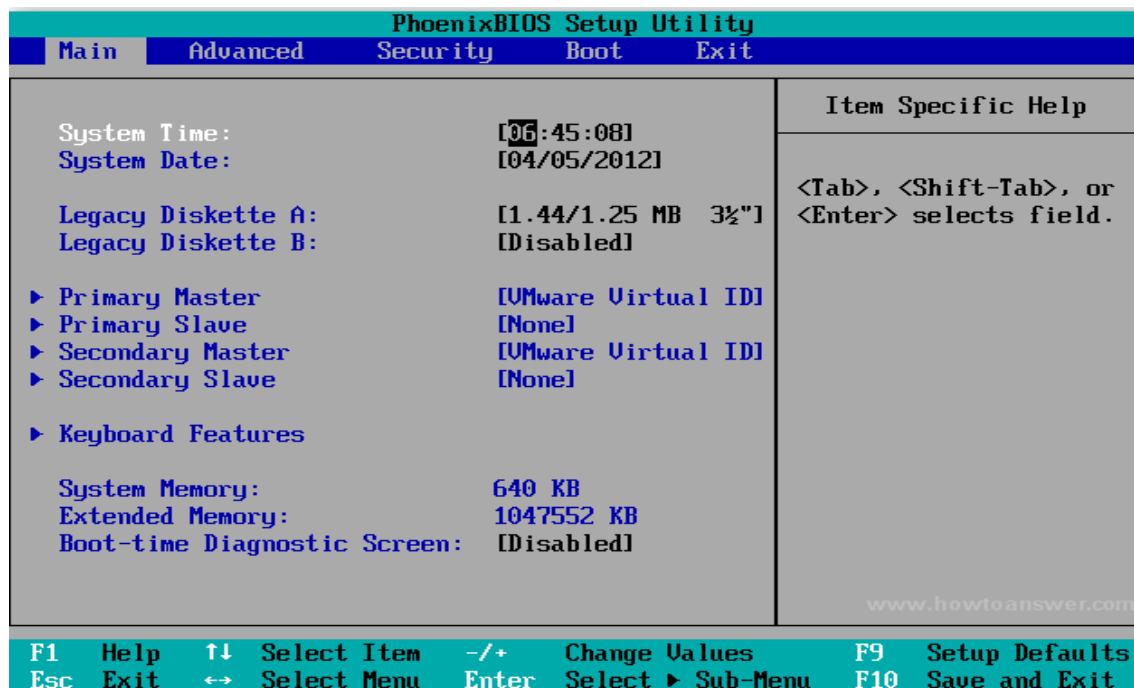 PhoenixBIOS Setup Utility
Main Advanced Security Boot Exit
Item Specific Help
System Time: [06:45:08]
System Date: [04/05/2012]
<Tab>, <Shift-Tab>, or
<Enter> selects field.
Legacy Diskette A: [1.44/1.25 MB 3½"]
Legacy Diskette B: [Disabled]
▶ Primary Master [VMware Virtual ID]
▶ Primary Slave [None]
▶ Secondary Master [VMware Virtual ID]
▶ Secondary Slave [None]
▶ Keyboard Features
System Memory: 640 KB
Extended Memory: 1047552 KB
Boot-time Diagnostic Screen: [Disabled]
www.howtoanswer.com
F1 Help ↑↓ Select Item -/+ Change Values F9 Setup Defaults
Esc Exit ↔ Select Menu Enter Select ▶ Sub-Menu F10 Save and Exit